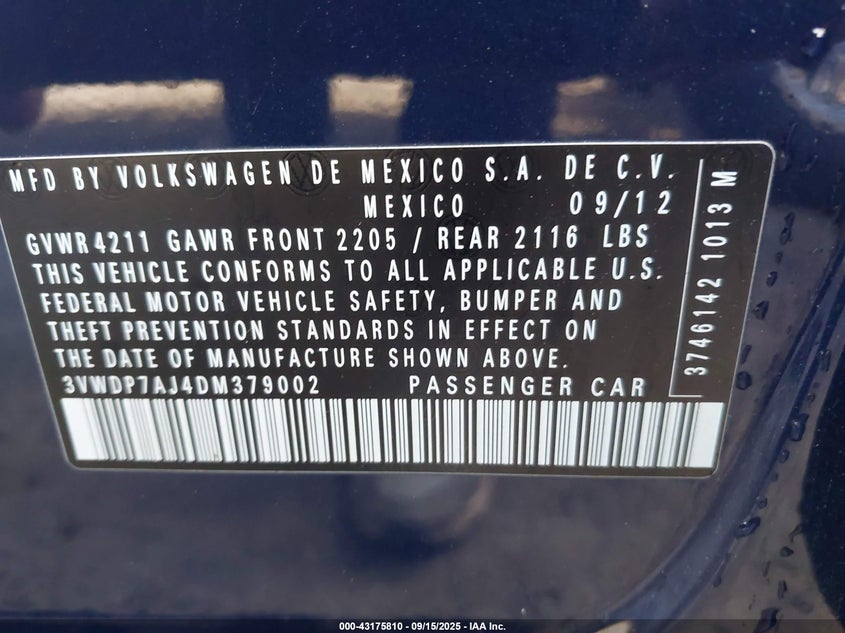 MFD BY VOLKSWAGEN DE MEXICO S.A. DE C.V.
MEXICO 09/12
GVWR 4211 GAWR FRONT 2205 / REAR 2116 LBS
THIS VEHICLE CONFORMS TO ALL APPLICABLE U.S.
FEDERAL MOTOR VEHICLE SAFETY, BUMPER AND
THEFT PREVENTION STANDARDS IN EFFECT ON
THE DATE OF MANUFACTURE SHOWN ABOVE.
3VWDP7AJ4DM379002 PASSENGER CAR
3746142 1013 M
000-43175810 - 09/15/2025 - IAA Inc.